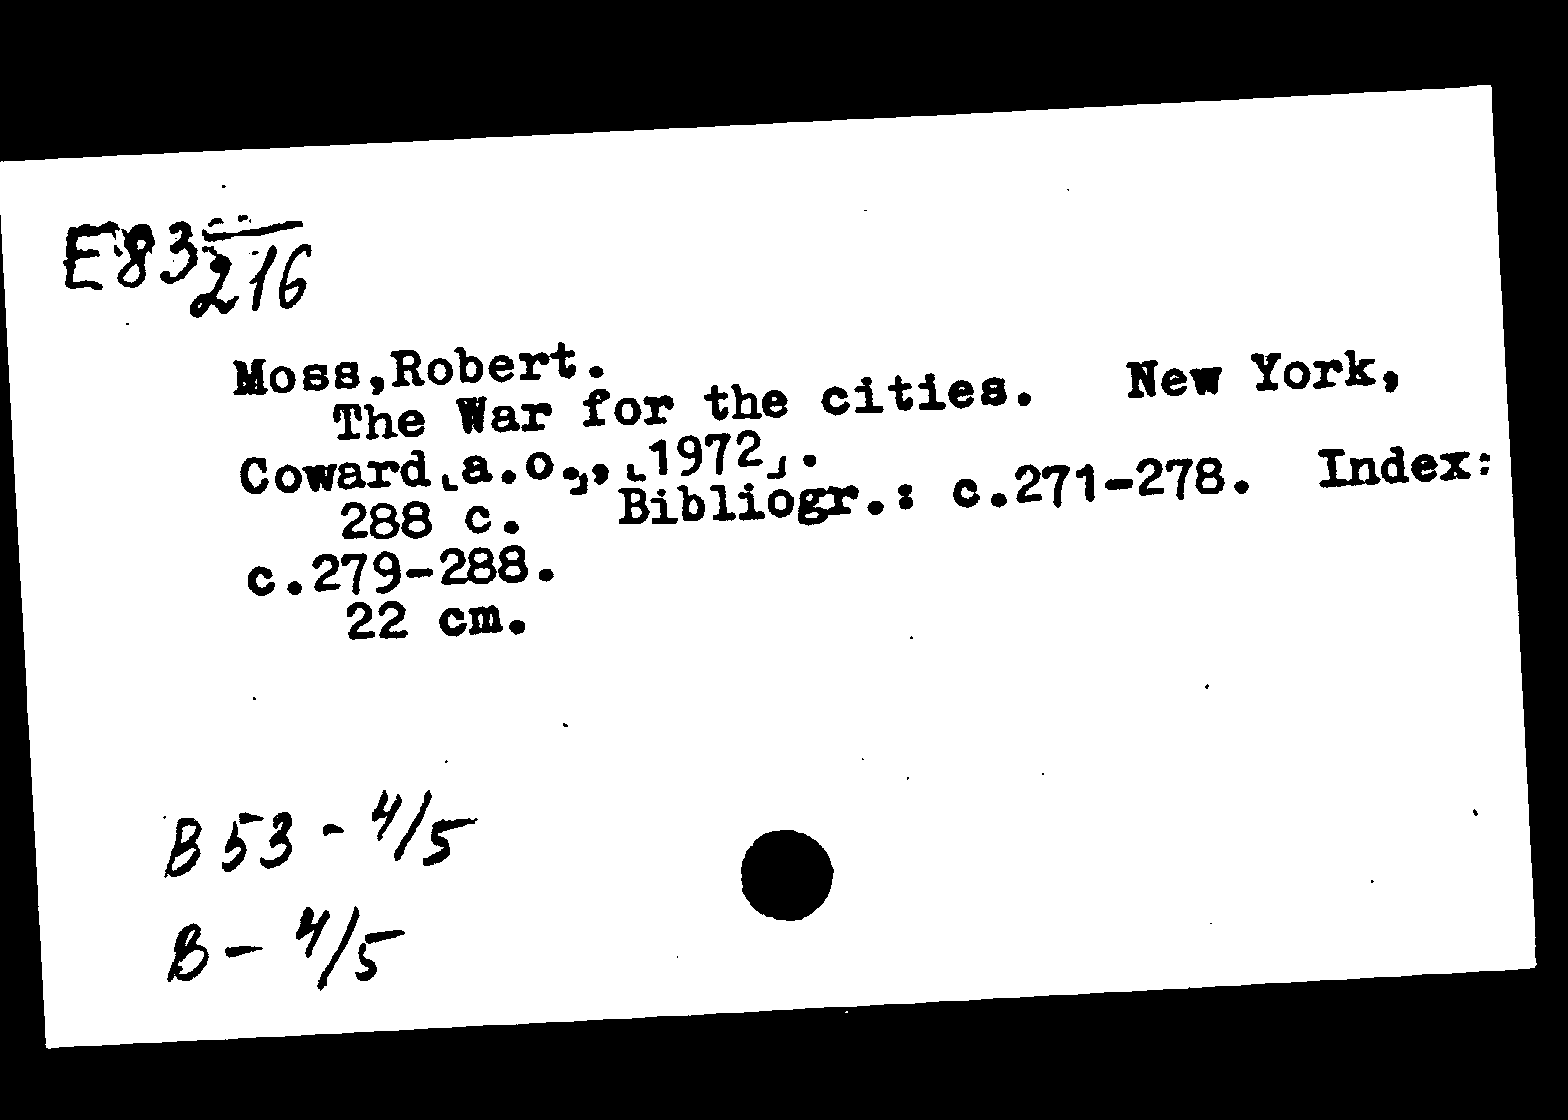 E83 216
Moss,Robert.
The War for the cities. New York,
Coward˻a.o.˼, ˻1972˼.
288 c. Bibliogr.: c.271-278. Index:
c.279-288.
22 cm.
B53 - 4/5
B - 4/5